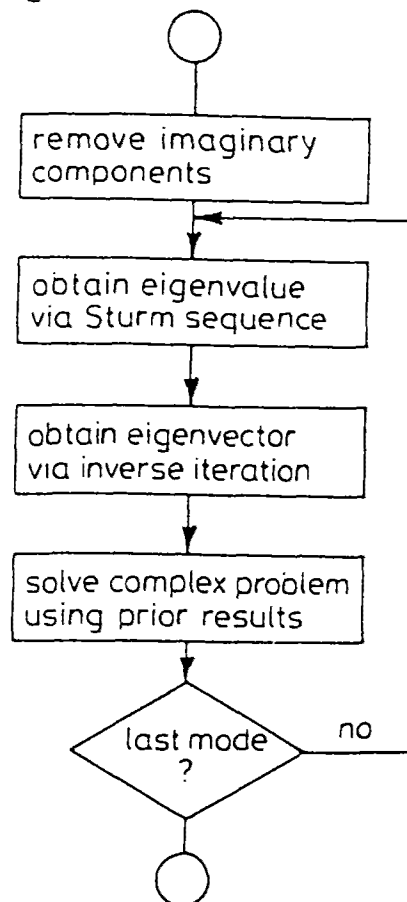 remove imaginary
components
obtain eigenvalue
via Sturm sequence
obtain eigenvector
via inverse iteration
solve complex problem
using prior results
last mode
?
no